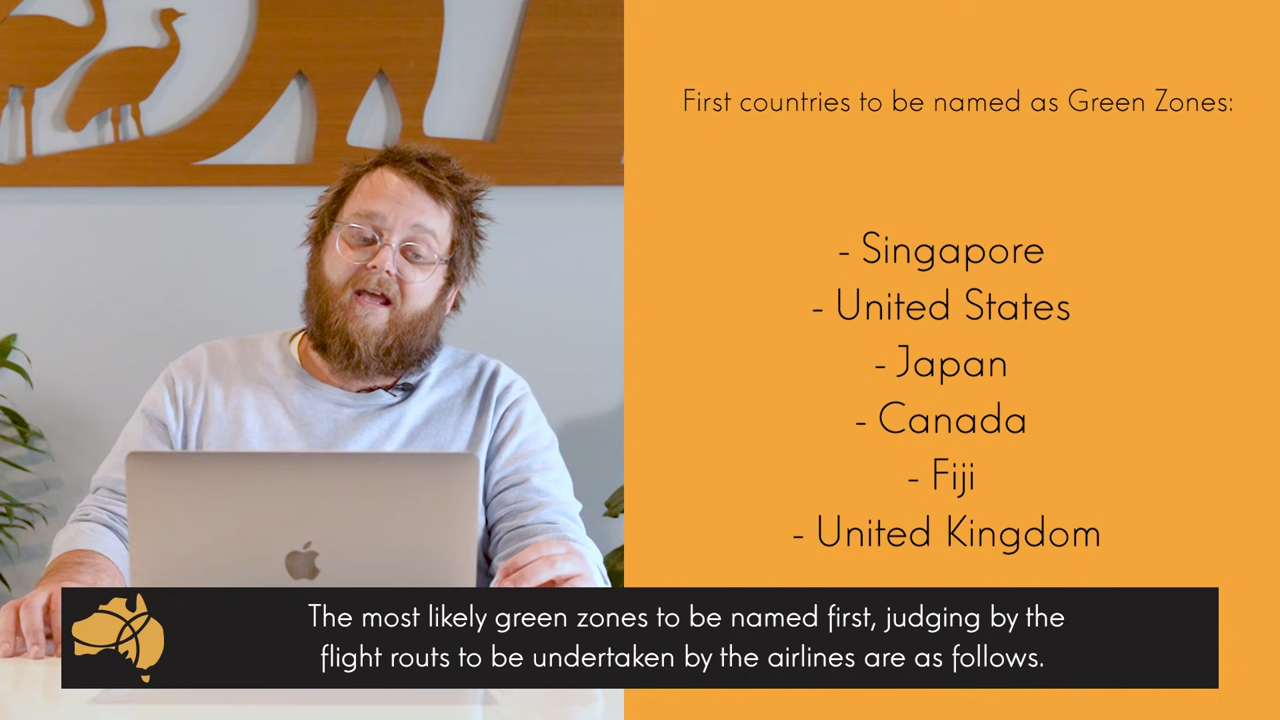 First countries to be named as Green Zones:
- Singapore
- United States
- Japan
- Canada
- Fiji
- United Kingdom
The most likely green zones to be named first, judging by the
flight routs to be undertaken by the airlines are as follows.